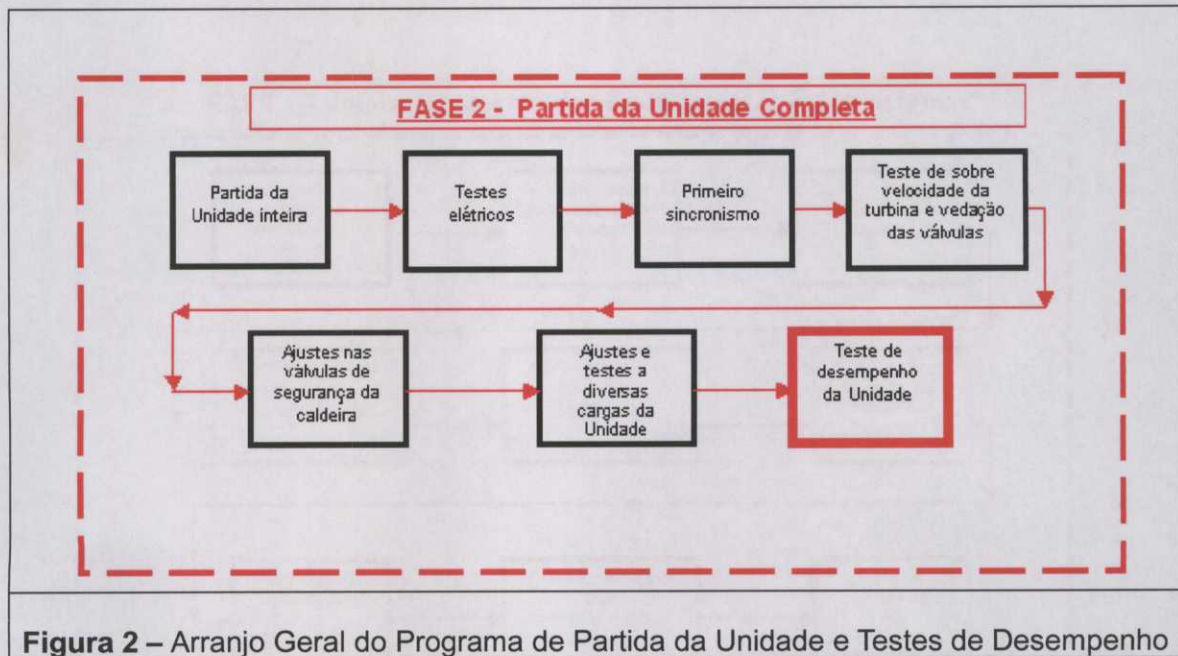 FASE 2 - Partida da Unidade Completa
Partida da
Unidade inteira
Testes
elétricos
Primeiro
sincronismo
Teste de sobre
velocidade da
turbina e vedação
das válvulas
Ajustes nas
válvulas de
segurança da
caldeira
Ajustes e
testes a
diversas
cargas da
Unidade
Teste de
desempenho
da Unidade
Figura 2 – Arranjo Geral do Programa de Partida da Unidade e Testes de Desempenho